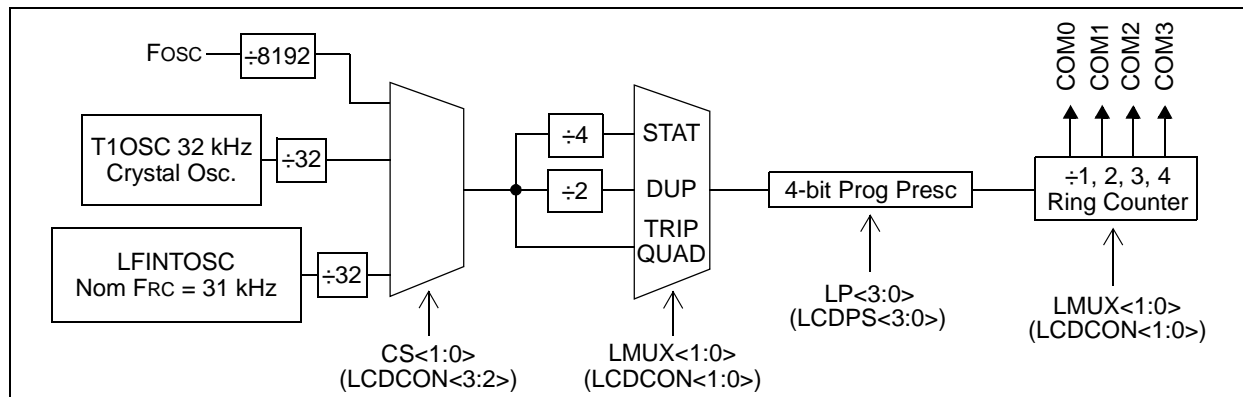 FOSC
÷8192
T1OSC 32 kHz
Crystal Osc.
÷32
LFINTOSC
Nom FRC = 31 kHz
÷32
CS<1:0>
(LCDCON<3:2>)
÷4
÷2
STAT
DUP
TRIP
QUAD
LMUX<1:0>
(LCDCON<1:0>)
4-bit Prog Presc
LP<3:0>
(LCDPS<3:0>)
COM0
COM1
COM2
COM3
÷1, 2, 3, 4
Ring Counter
LMUX<1:0>
(LCDCON<1:0>)